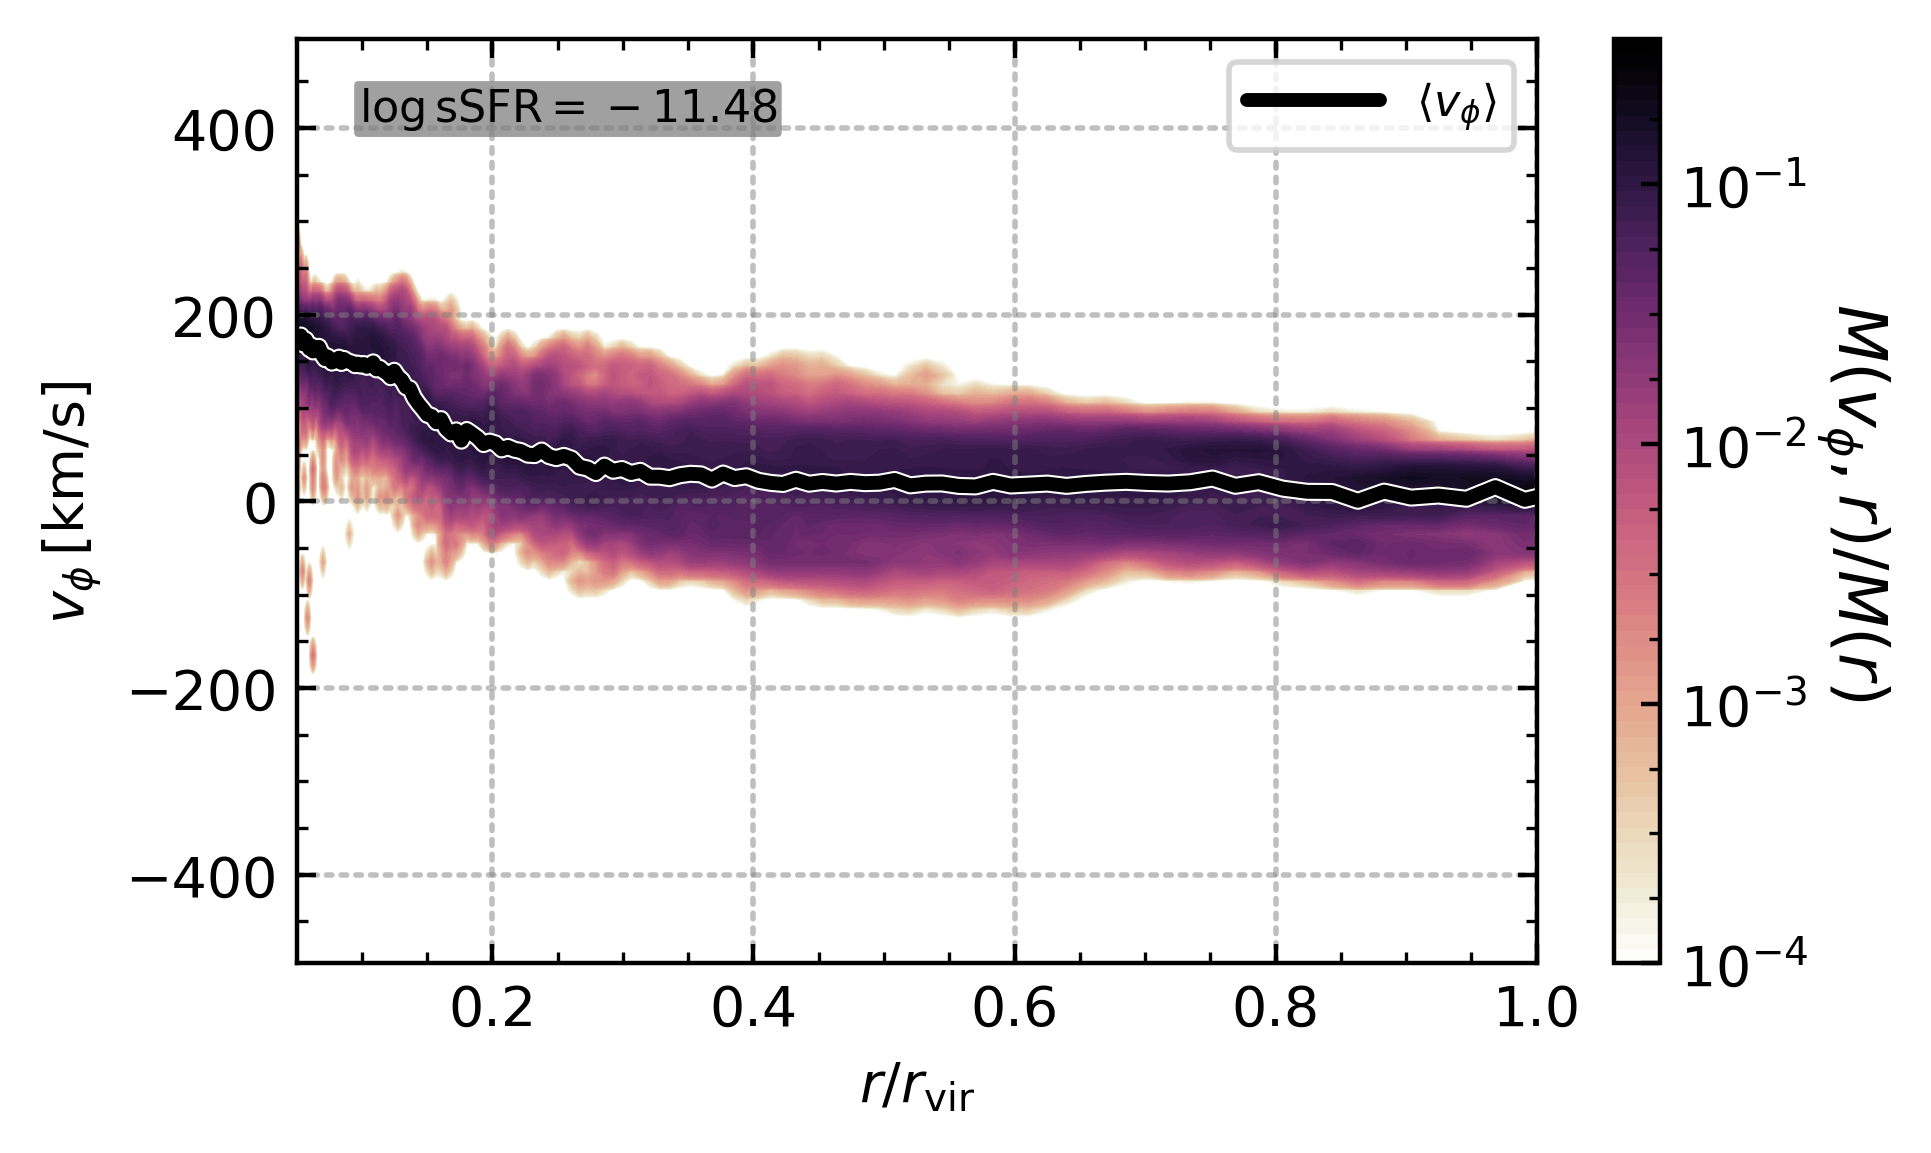 log sSFR = − 11.48
⟨v_ϕ⟩
v_ϕ [km/s]
400
200
0
−200
−400
0.2 0.4 0.6 0.8 1.0
r/r_vir
10⁻¹
10⁻²
10⁻³
10⁻⁴
M(v_ϕ, r)/M(r)